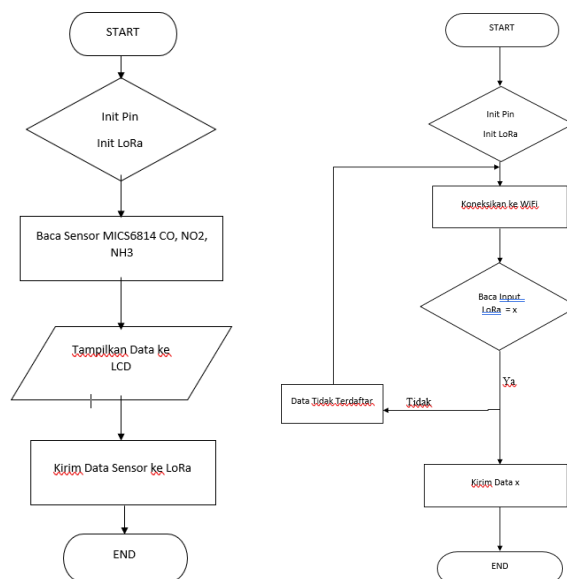 START
Init Pin
Init LoRa
Baca Sensor MICS6814 CO, NO2,
NH3
Tampilkan Data ke
LCD
Kirim Data Sensor ke LoRa
END
START
Init Pin
Init LoRa
Koneksikan ke WiFi
Baca Input
LoRa = x
Ya
Tidak
Data Tidak Terdaftar
Kirim Data x
END